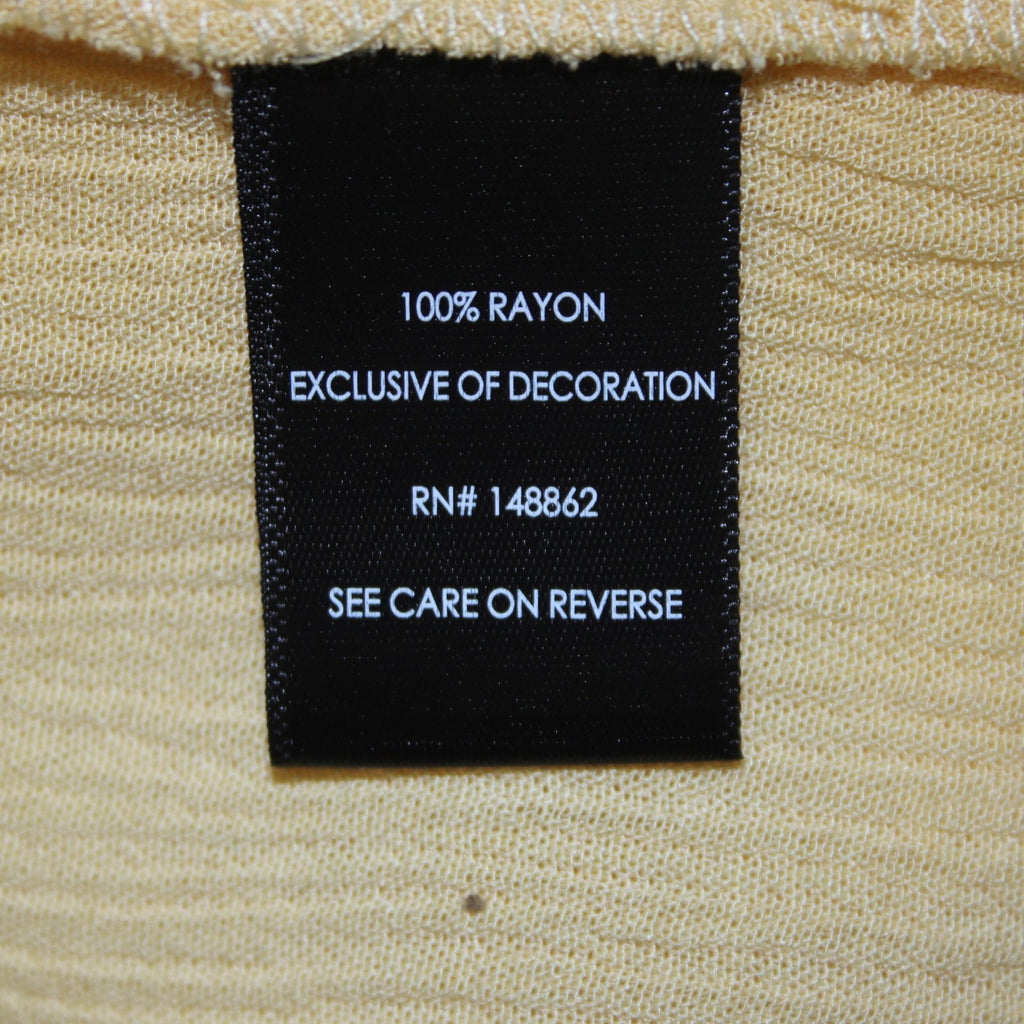 100% RAYON
EXCLUSIVE OF DECORATION
RN# 148862
SEE CARE ON REVERSE